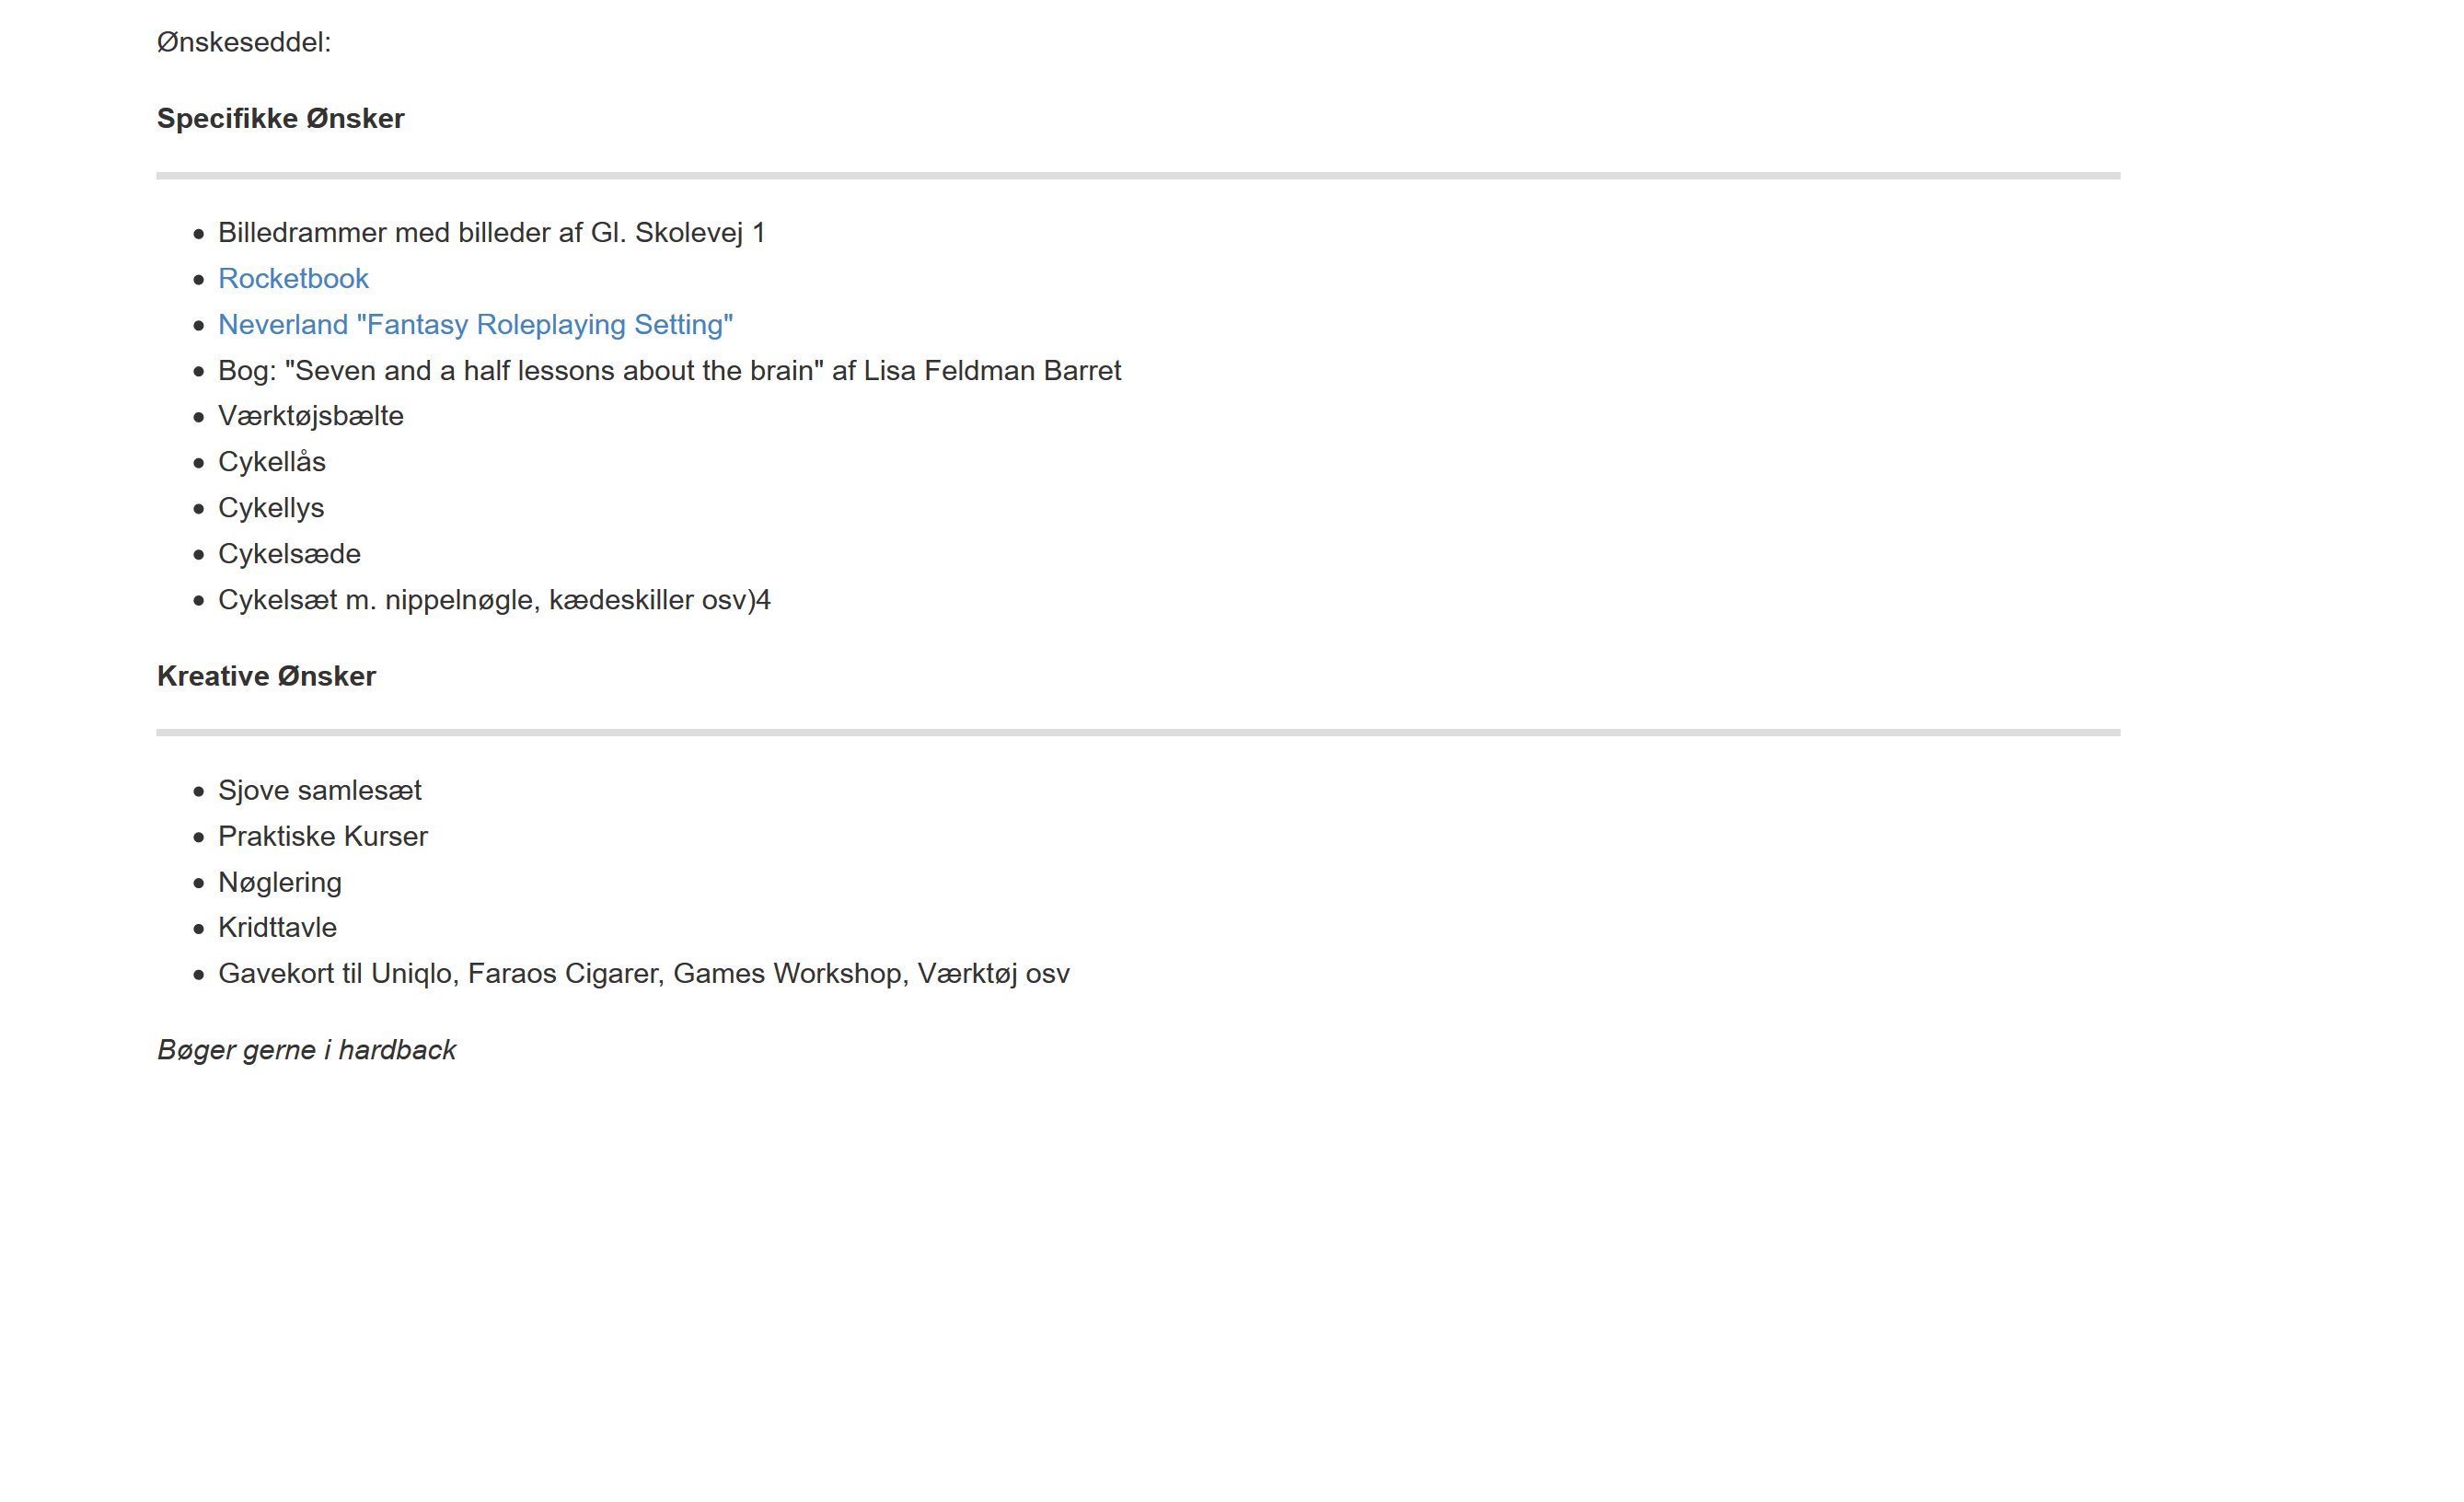 Ønskeseddel:
Specifikke Ønsker
Billedrammer med billeder af Gl. Skolevej 1
Rocketbook
Neverland "Fantasy Roleplaying Setting"
Bog: "Seven and a half lessons about the brain" af Lisa Feldman Barret
Værktøjsbælte
Cykellås
Cykellys
Cykelsæde
Cykelsæt m. nippelnøgle, kædeskiller osv)4
Kreative Ønsker
Sjove samlesæt
Praktiske Kurser
Nøglering
Kridttavle
Gavekort til Uniqlo, Faraos Cigarer, Games Workshop, Værktøj osv
Bøger gerne i hardback